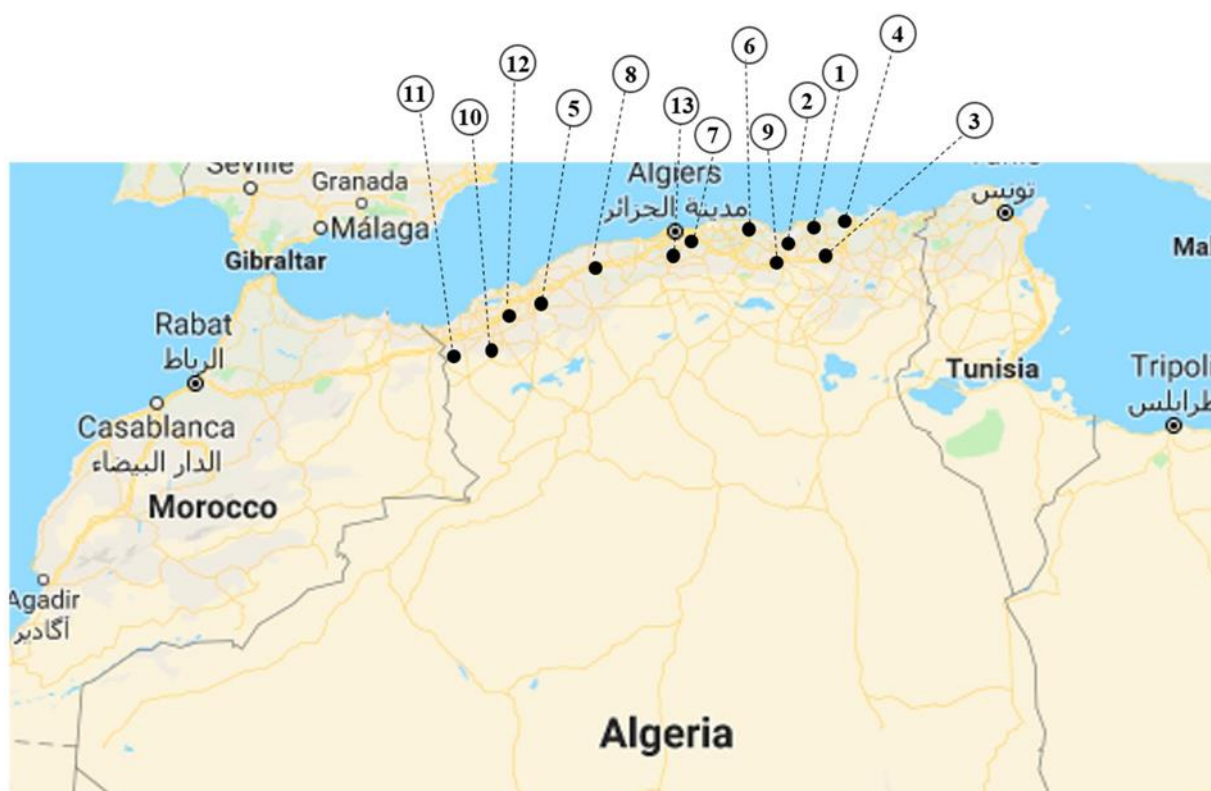 4
6
12
8
1
11
5
2
13
10
7
9
3
Seville
Granada
Málaga
Gibraltar
Algiers
مدينة الجزائر
تونس
Rabat
الرباط
Casablanca
الدار البيضاء
Morocco
Agadir
أگادير
Tunisia
Tripoli
طرابلس
Algeria